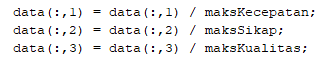 data(:,1) = data(:,1) / maksKecepatan;
data(:,2) = data(:,2) / maksSikap;
data(:,3) = data(:,3) / maksKualitas;